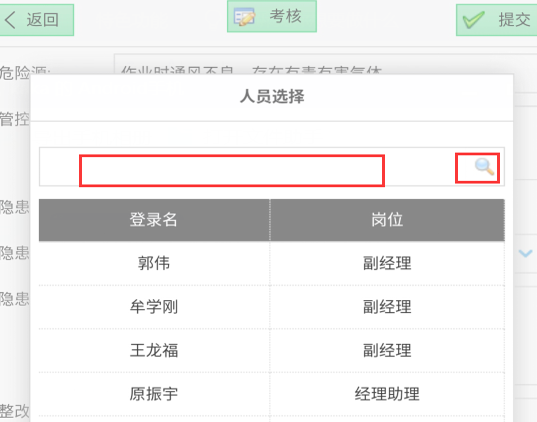 返回
考核
提交
危险源:
作业时通风不良，存在有毒有害气体
人员选择
管控
登录名
岗位
隐患
郭伟
副经理
隐患
牟学刚
副经理
隐患
王龙福
副经理
原振宇
经理助理
整改